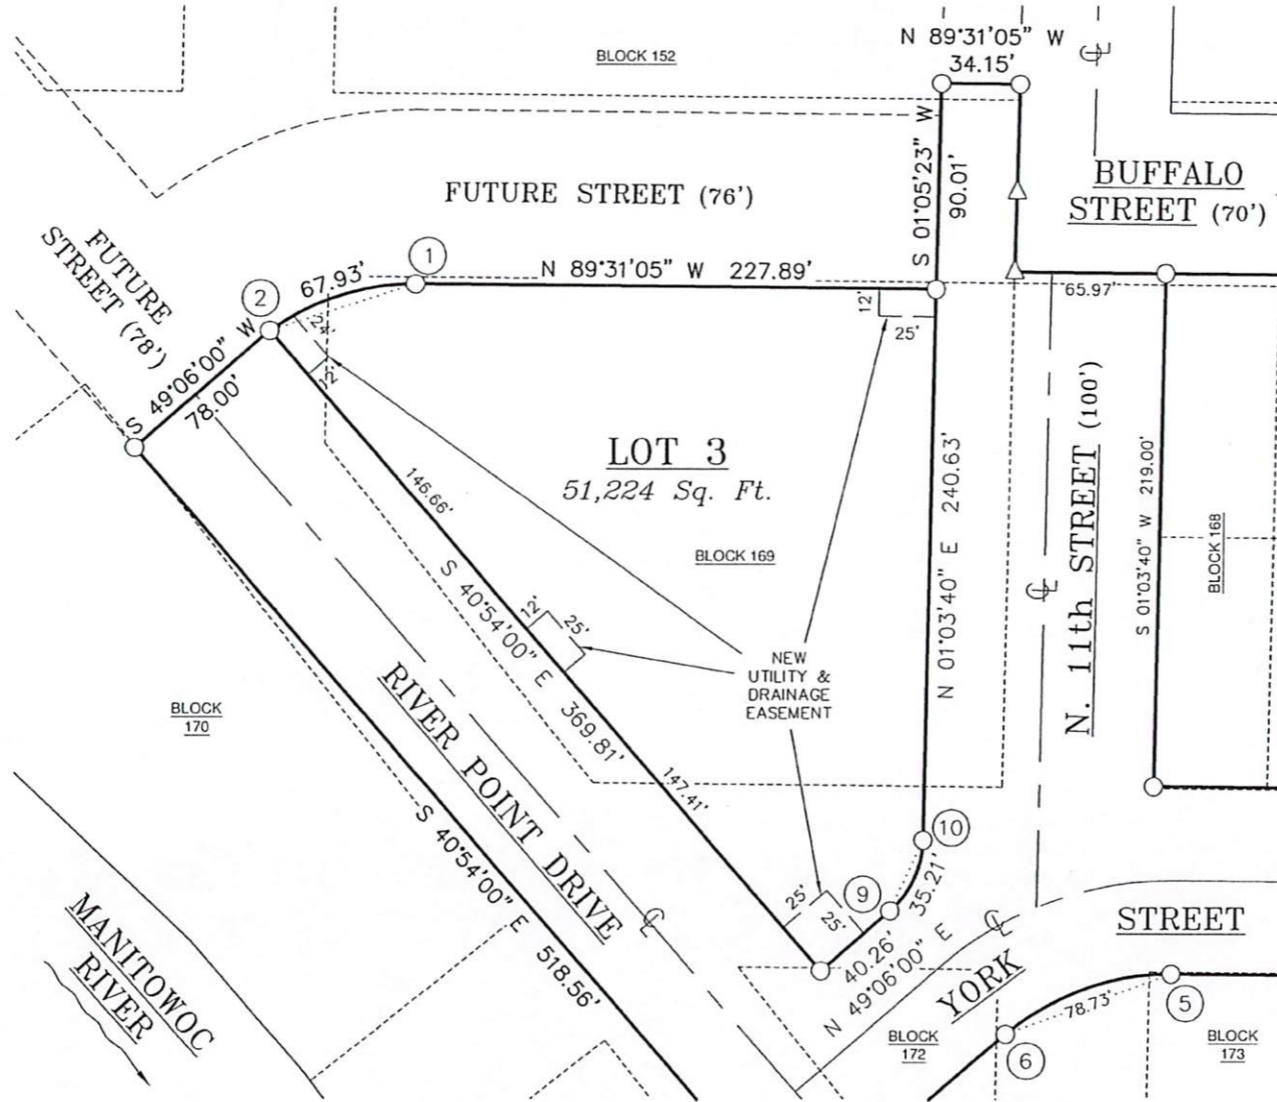 N 89°31'05" W
34.15'
BLOCK 152
S 01°05'23" W
90.01'
BUFFALO
STREET (70')
FUTURE STREET (76')
FUTURE
STREET (78')
1
2
67.93'
N 89°31'05" W 227.89'
65.97'
12'
25'
24'
12'
S 49°06'00" W
78.00'
LOT 3
51,224 Sq. Ft.
BLOCK 169
146.66'
S 40°54'00" E 369.81'
147.41'
12'
25'
N 01°03'40" E 240.63'
N. 11th STREET (100')
S 01°03'40" W 219.00'
BLOCK 168
NEW
UTILITY &
DRAINAGE
EASEMENT
BLOCK
170
RIVER POINT DRIVE
S 40°54'00" E 518.56'
MANITOWOC
RIVER
10
9
35.21'
25'
25'
40.26'
N 49°06'00" E
YORK
STREET
78.73'
5
6
BLOCK
172
BLOCK
173